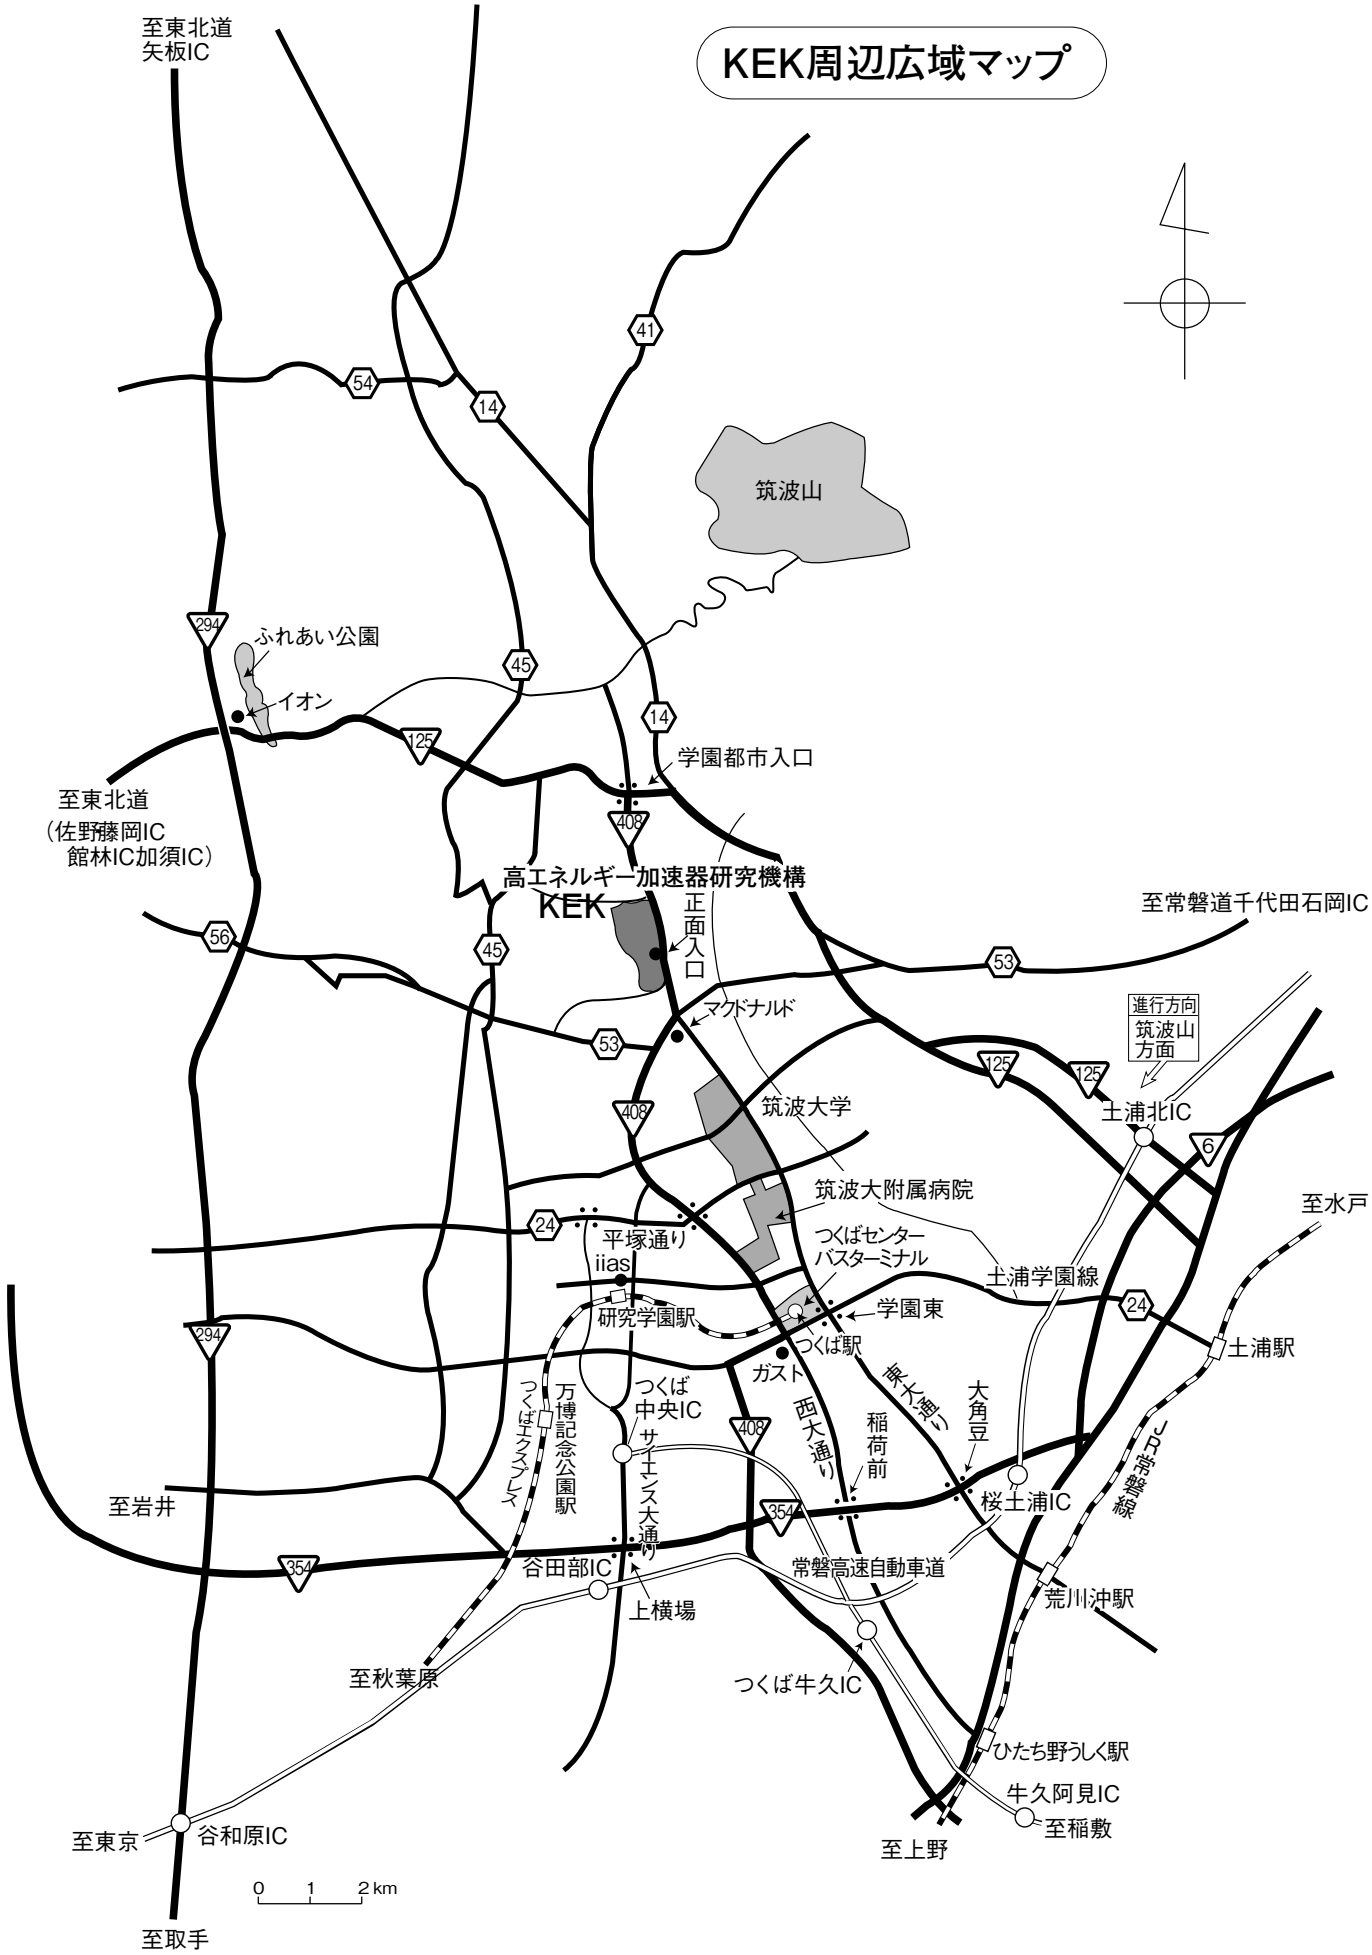 至東北道
矢板IC
KEK周辺広域マップ
41
54
14
筑波山
294
ふれあい公園
45
イオン
14
125
学園都市入口
至東北道
(佐野藤岡IC
館林IC加須IC)
408
高エネルギー加速器研究機構
KEK
正面入口
至常磐道千代田石岡IC
56
45
53
進行方向
筑波山
方面
マクドナルド
53
125
125
408
筑波大学
土浦北IC
6
筑波大附属病院
至水戸
24
平塚通り
つくばセンター
バスターミナル
iias
土浦学園線
24
研究学園駅
学園東
294
つくば駅
土浦駅
ガスト
つくばエクスプレス
万博記念公園駅
つくば
中央IC
サイエンス大通り
408
西大通り
東大通り
稲荷前
大角豆
JR常磐線
至岩井
354
桜土浦IC
354
谷田部IC
常磐高速自動車道
上横場
荒川沖駅
至秋葉原
つくば牛久IC
ひたち野うしく駅
牛久阿見IC
至東京
谷和原IC
至稲敷
至上野
0 1 2 km
至取手